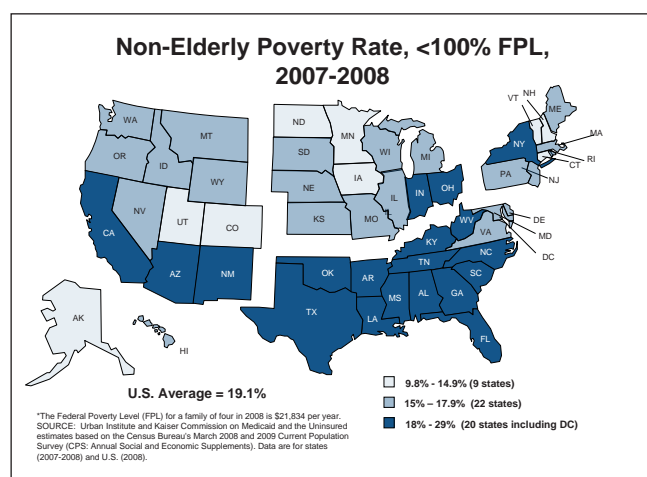 Non-Elderly Poverty Rate, <100% FPL,
2007-2008
WA
OR
CA
NV
ID
MT
WY
UT
CO
AZ
NM
AK
HI
ND
SD
NE
KS
MN
IA
MO
WI
IL
MI
IN
OH
OK
TX
AR
LA
MS
AL
GA
FL
SC
NC
TN
KY
WV
VA
PA
NY
VT
NH
ME
MA
RI
CT
NJ
DE
MD
DC
U.S. Average = 19.1%
9.8% - 14.9% (9 states)
15% – 17.9% (22 states)
18% - 29% (20 states including DC)
*The Federal Poverty Level (FPL) for a family of four in 2008 is $21,834 per year.
SOURCE: Urban Institute and Kaiser Commission on Medicaid and the Uninsured
estimates based on the Census Bureau's March 2008 and 2009 Current Population
Survey (CPS: Annual Social and Economic Supplements). Data are for states
(2007-2008) and U.S. (2008).